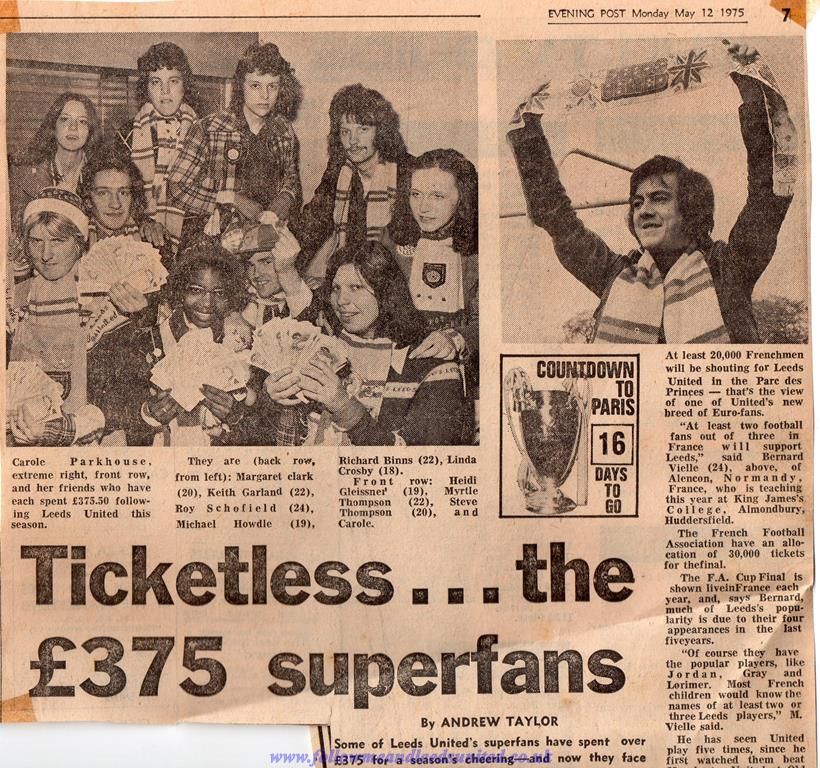 EVENING POST Monday May 12 1975
7
Carole Parkhouse,
extreme right, front row,
and her friends who have
each spent £375.50 follow-
ing Leeds United this
season.
They are (back row,
from left): Margaret clark
(20), Keith Garland (22),
Roy Schofield (24),
Michael Howdle (19),
Richard Binns (22), Linda
Crosby (18).
Front row: Heidi
Gleissner (19), Myrtle
Thompson (22), Steve
Thompson (20), and
Carole.
COUNTDOWN
TO
PARIS
16
DAYS
TO
GO
Ticketless...the
£375 superfans
By ANDREW TAYLOR
Some of Leeds United's superfans have spent over
£375 for a season's cheering—and now they face
At least 20,000 Frenchmen
will be shouting for Leeds
United in the Parc des
Princes — that's the view
of one of United's new
breed of Euro-fans.
"At least two football
fans out of three in
France will support
Leeds," said Bernard
Vielle (24), above, of
Alencon, Normandy,
France, who is teaching
this year at King James's
College, Almondbury,
Huddersfield.
The French Football
Association have an allo-
cation of 30,000 tickets
for thefinal.
The F.A. Cup Final is
shown liveinFrance each
year, and, says Bernard,
much of Leeds's popu-
larity is due to their four
appearances in the last
fiveyears.
"Of course they have
the popular players, like
Jordan, Gray and
Lorimer. Most French
children would know the
names of at least two or
three Leeds players," M.
Vielle said.
He has seen United
play five times, since he
first watched them beat